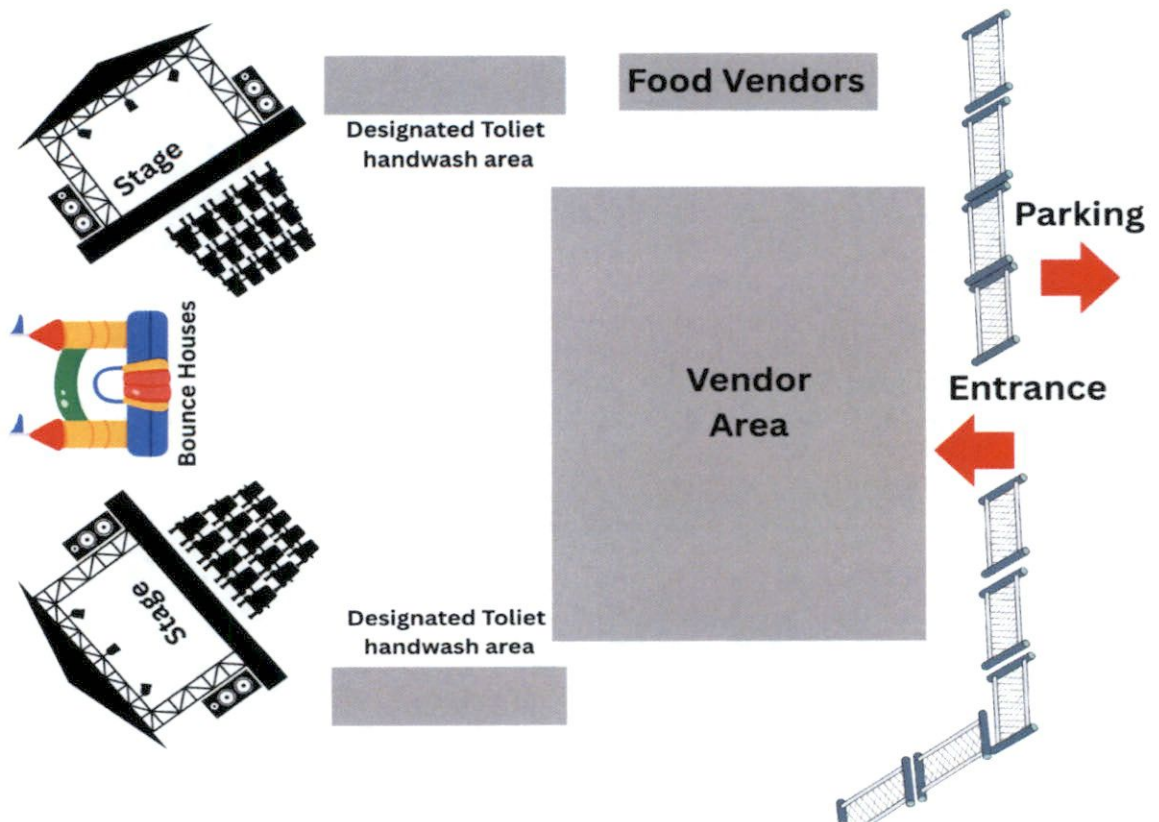 Food Vendors
Designated Toliet
handwash area
Stage
Parking
Bounce Houses
Vendor
Area
Entrance
Stage
Designated Toliet
handwash area